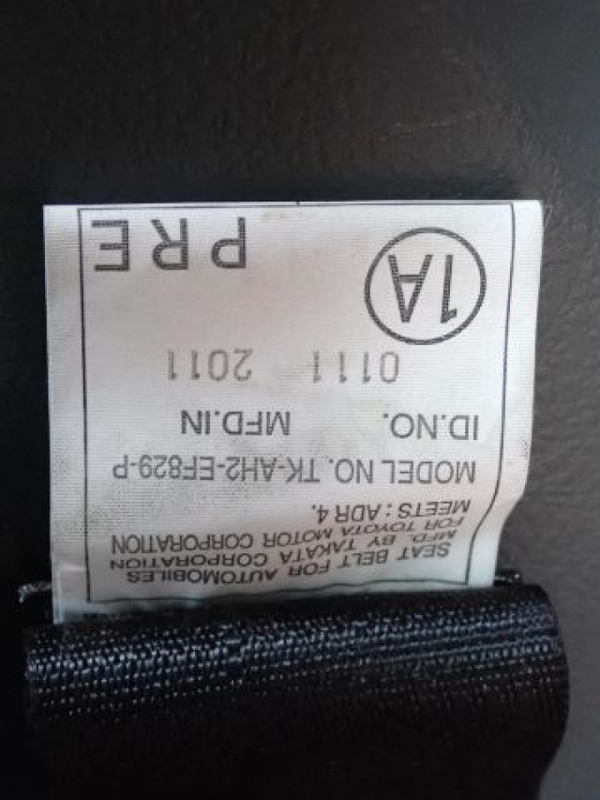 SEAT BELT FOR AUTOMOBILES
MFD. BY TAKATA CORPORATION
FOR TOYOTA MOTOR CORPORATION
MEETS: ADR 4.
MODEL NO. TK-AH2-EF829-P
ID.NO. MFD.IN
0111 2011
1A PRE